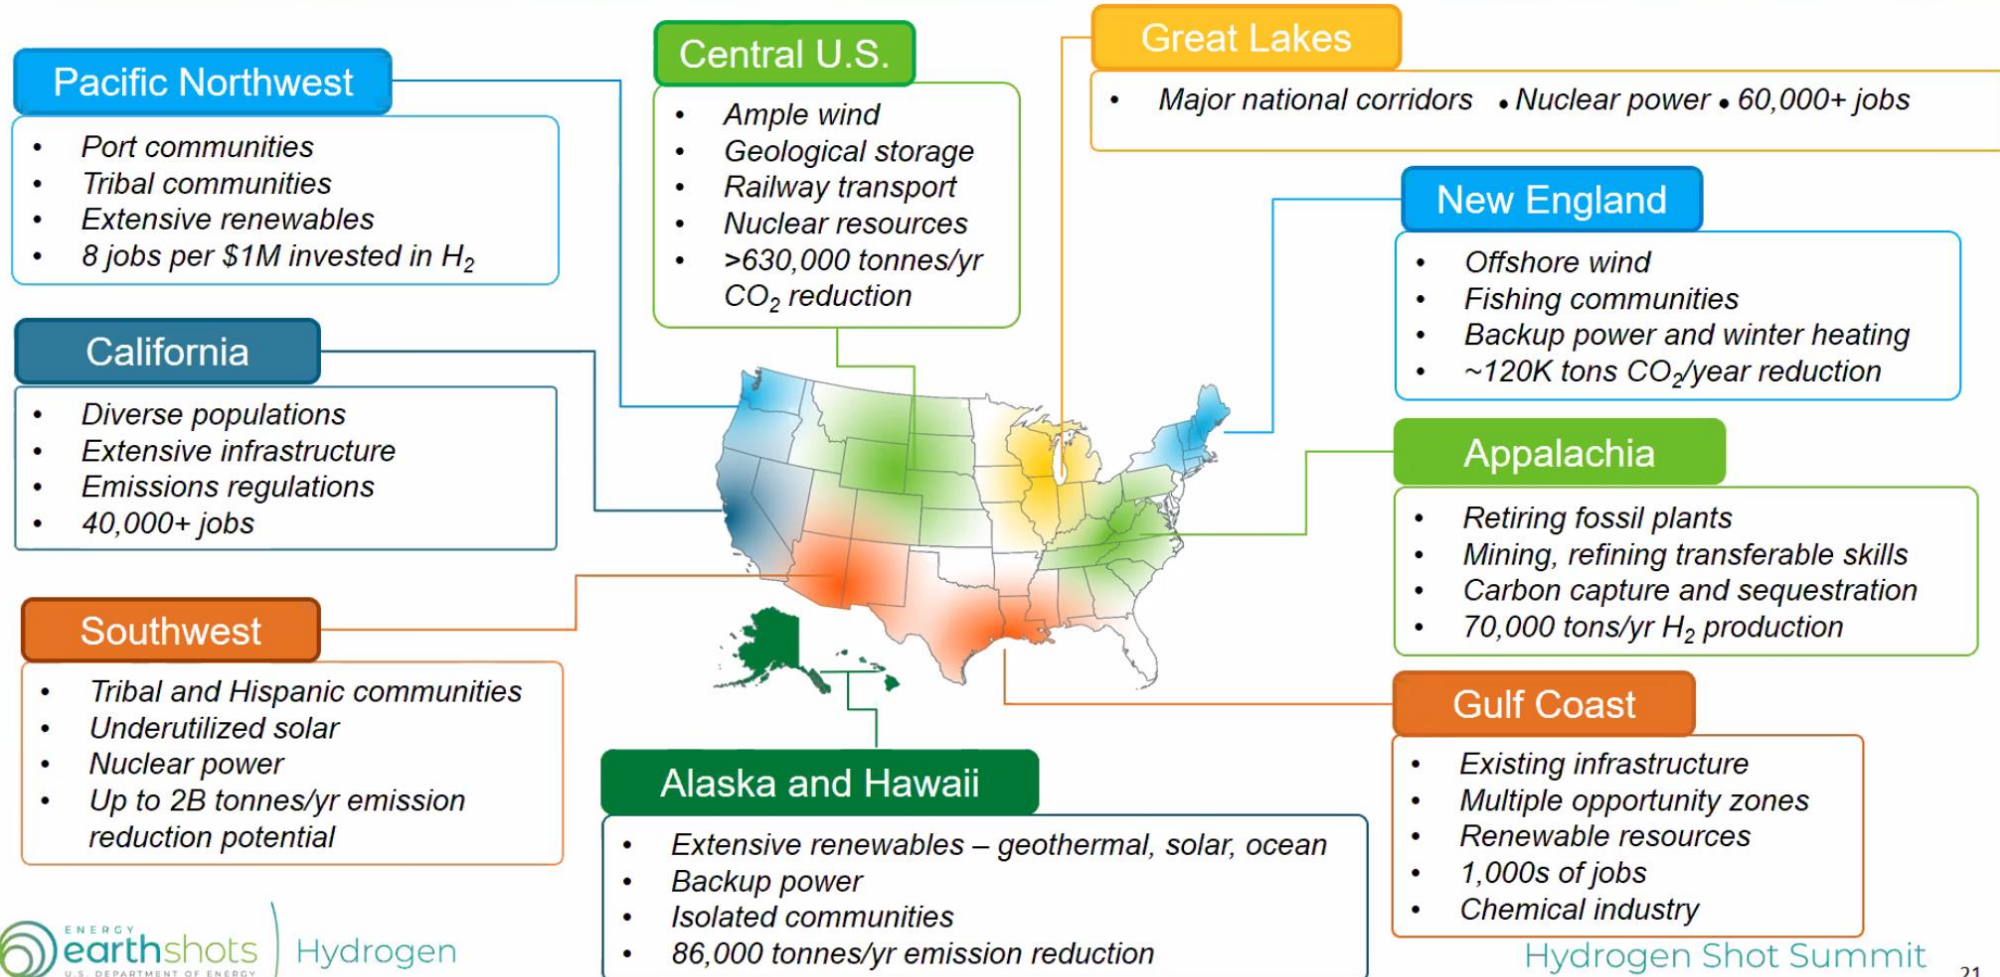 Pacific Northwest
• Port communities
• Tribal communities
• Extensive renewables
• 8 jobs per $1M invested in H₂
Central U.S.
• Ample wind
• Geological storage
• Railway transport
• Nuclear resources
• >630,000 tonnes/yr
CO₂ reduction
Great Lakes
• Major national corridors • Nuclear power • 60,000+ jobs
New England
• Offshore wind
• Fishing communities
• Backup power and winter heating
• ~120K tons CO₂/year reduction
California
• Diverse populations
• Extensive infrastructure
• Emissions regulations
• 40,000+ jobs
Appalachia
• Retiring fossil plants
• Mining, refining transferable skills
• Carbon capture and sequestration
• 70,000 tons/yr H₂ production
Southwest
• Tribal and Hispanic communities
• Underutilized solar
• Nuclear power
• Up to 2B tonnes/yr emission
reduction potential
Alaska and Hawaii
• Extensive renewables – geothermal, solar, ocean
• Backup power
• Isolated communities
• 86,000 tonnes/yr emission reduction
Gulf Coast
• Existing infrastructure
• Multiple opportunity zones
• Renewable resources
• 1,000s of jobs
• Chemical industry
ENERGY
earthshots
U.S. DEPARTMENT OF ENERGY
Hydrogen
Hydrogen Shot Summit
21